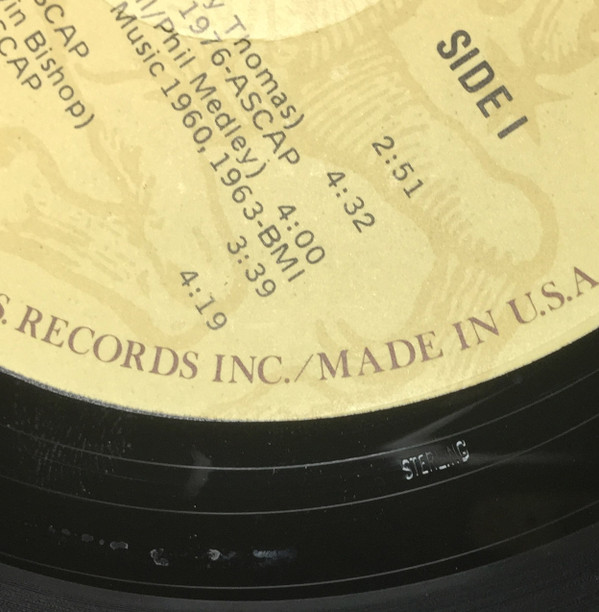 SIDE I
SCAP
in Bishop)
SCAP
y Thomas)
1976-ASCAP
/Phil Medley)
Music 1960, 1963-BMI
2:51
4:32
4:00
3:39
4:19
S. RECORDS INC./MADE IN U.S.A
STERLING